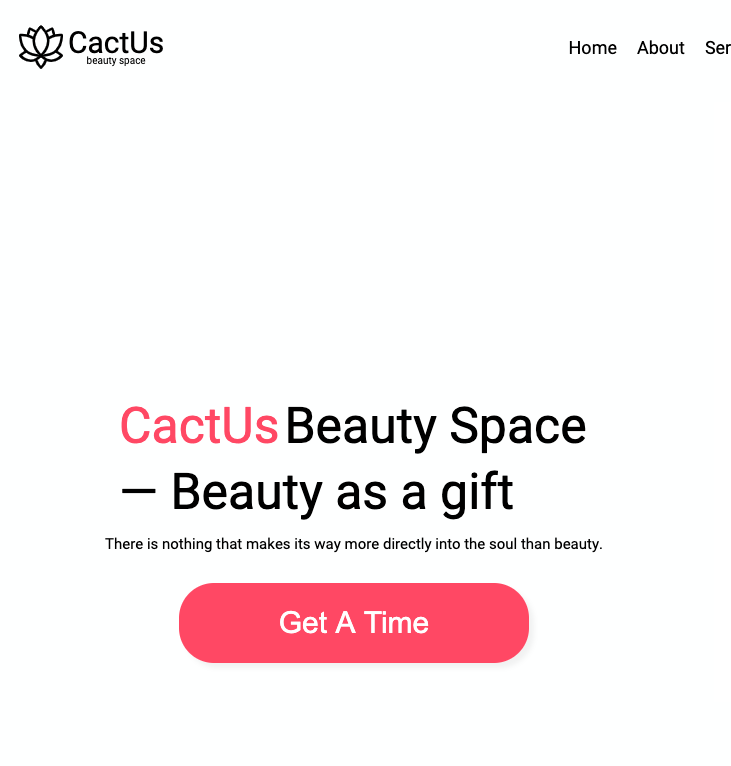 CactUs
beauty space
Home About
CactUs Beauty Space
— Beauty as a gift
There is nothing that makes its way more directly into the soul than beauty.
Get A Time